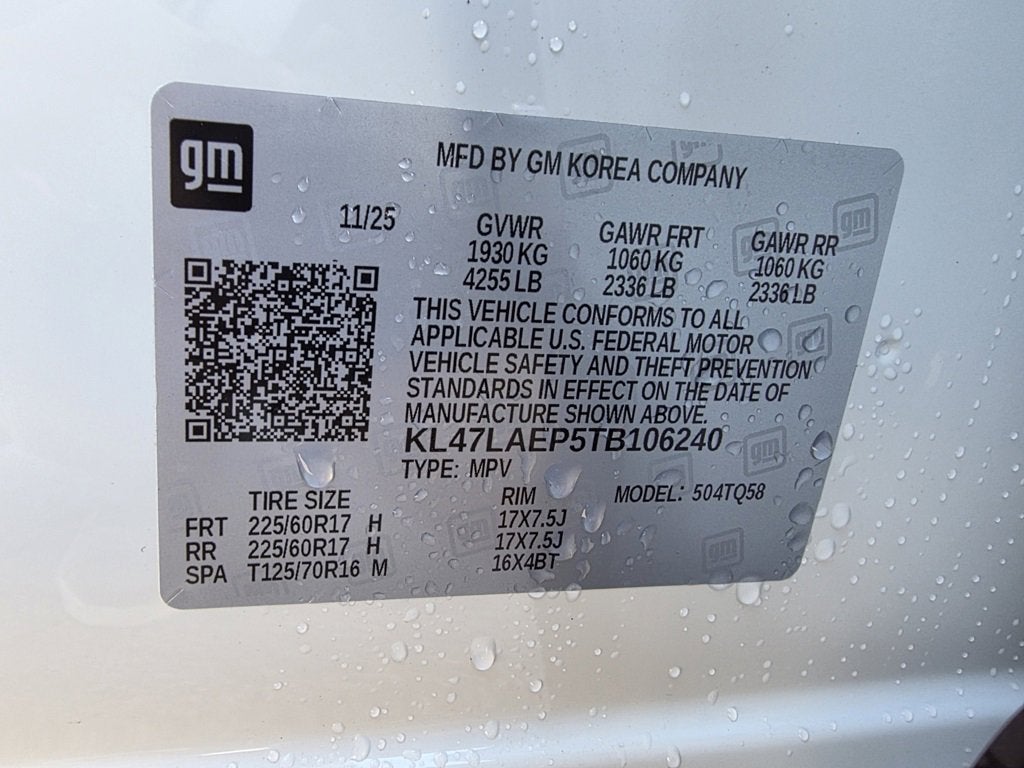 gm
MFD BY GM KOREA COMPANY
11/25
GVWR
1930 KG
4255 LB
GAWR FRT
1060 KG
2336 LB
GAWR RR
1060 KG
2336 LB
THIS VEHICLE CONFORMS TO ALL
APPLICABLE U.S. FEDERAL MOTOR
VEHICLE SAFETY AND THEFT PREVENTION
STANDARDS IN EFFECT ON THE DATE OF
MANUFACTURE SHOWN ABOVE.
KL47LAEP5TB106240
TYPE: MPV
MODEL: 504TQ58
TIRE SIZE RIM
FRT 225/60R17 H 17X7.5J
RR 225/60R17 H 17X7.5J
SPA T125/70R16 M 16X4BT